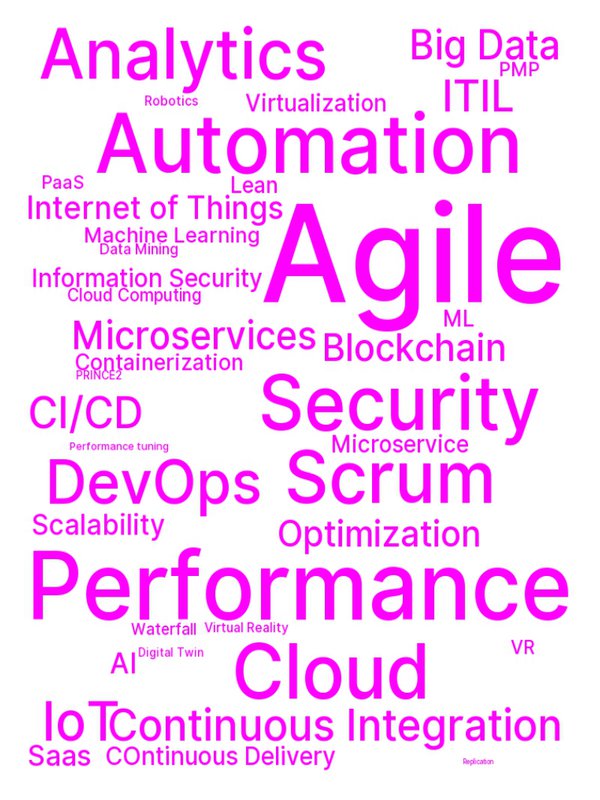 Analytics
Big Data
PMP
Robotics
Virtualization
ITIL
Automation
PaaS
Lean
Internet of Things
Agile
Machine Learning
Data Mining
Information Security
Cloud Computing
ML
Microservices
Blockchain
Containerization
PRINCE2
Security
CI/CD
Performance tuning
Microservice
DevOps
Scrum
Scalability
Optimization
Performance
Waterfall
Virtual Reality
VR
AI
Digital Twin
Cloud
IoT
Continuous Integration
Saas
COntinuous Delivery
Replication